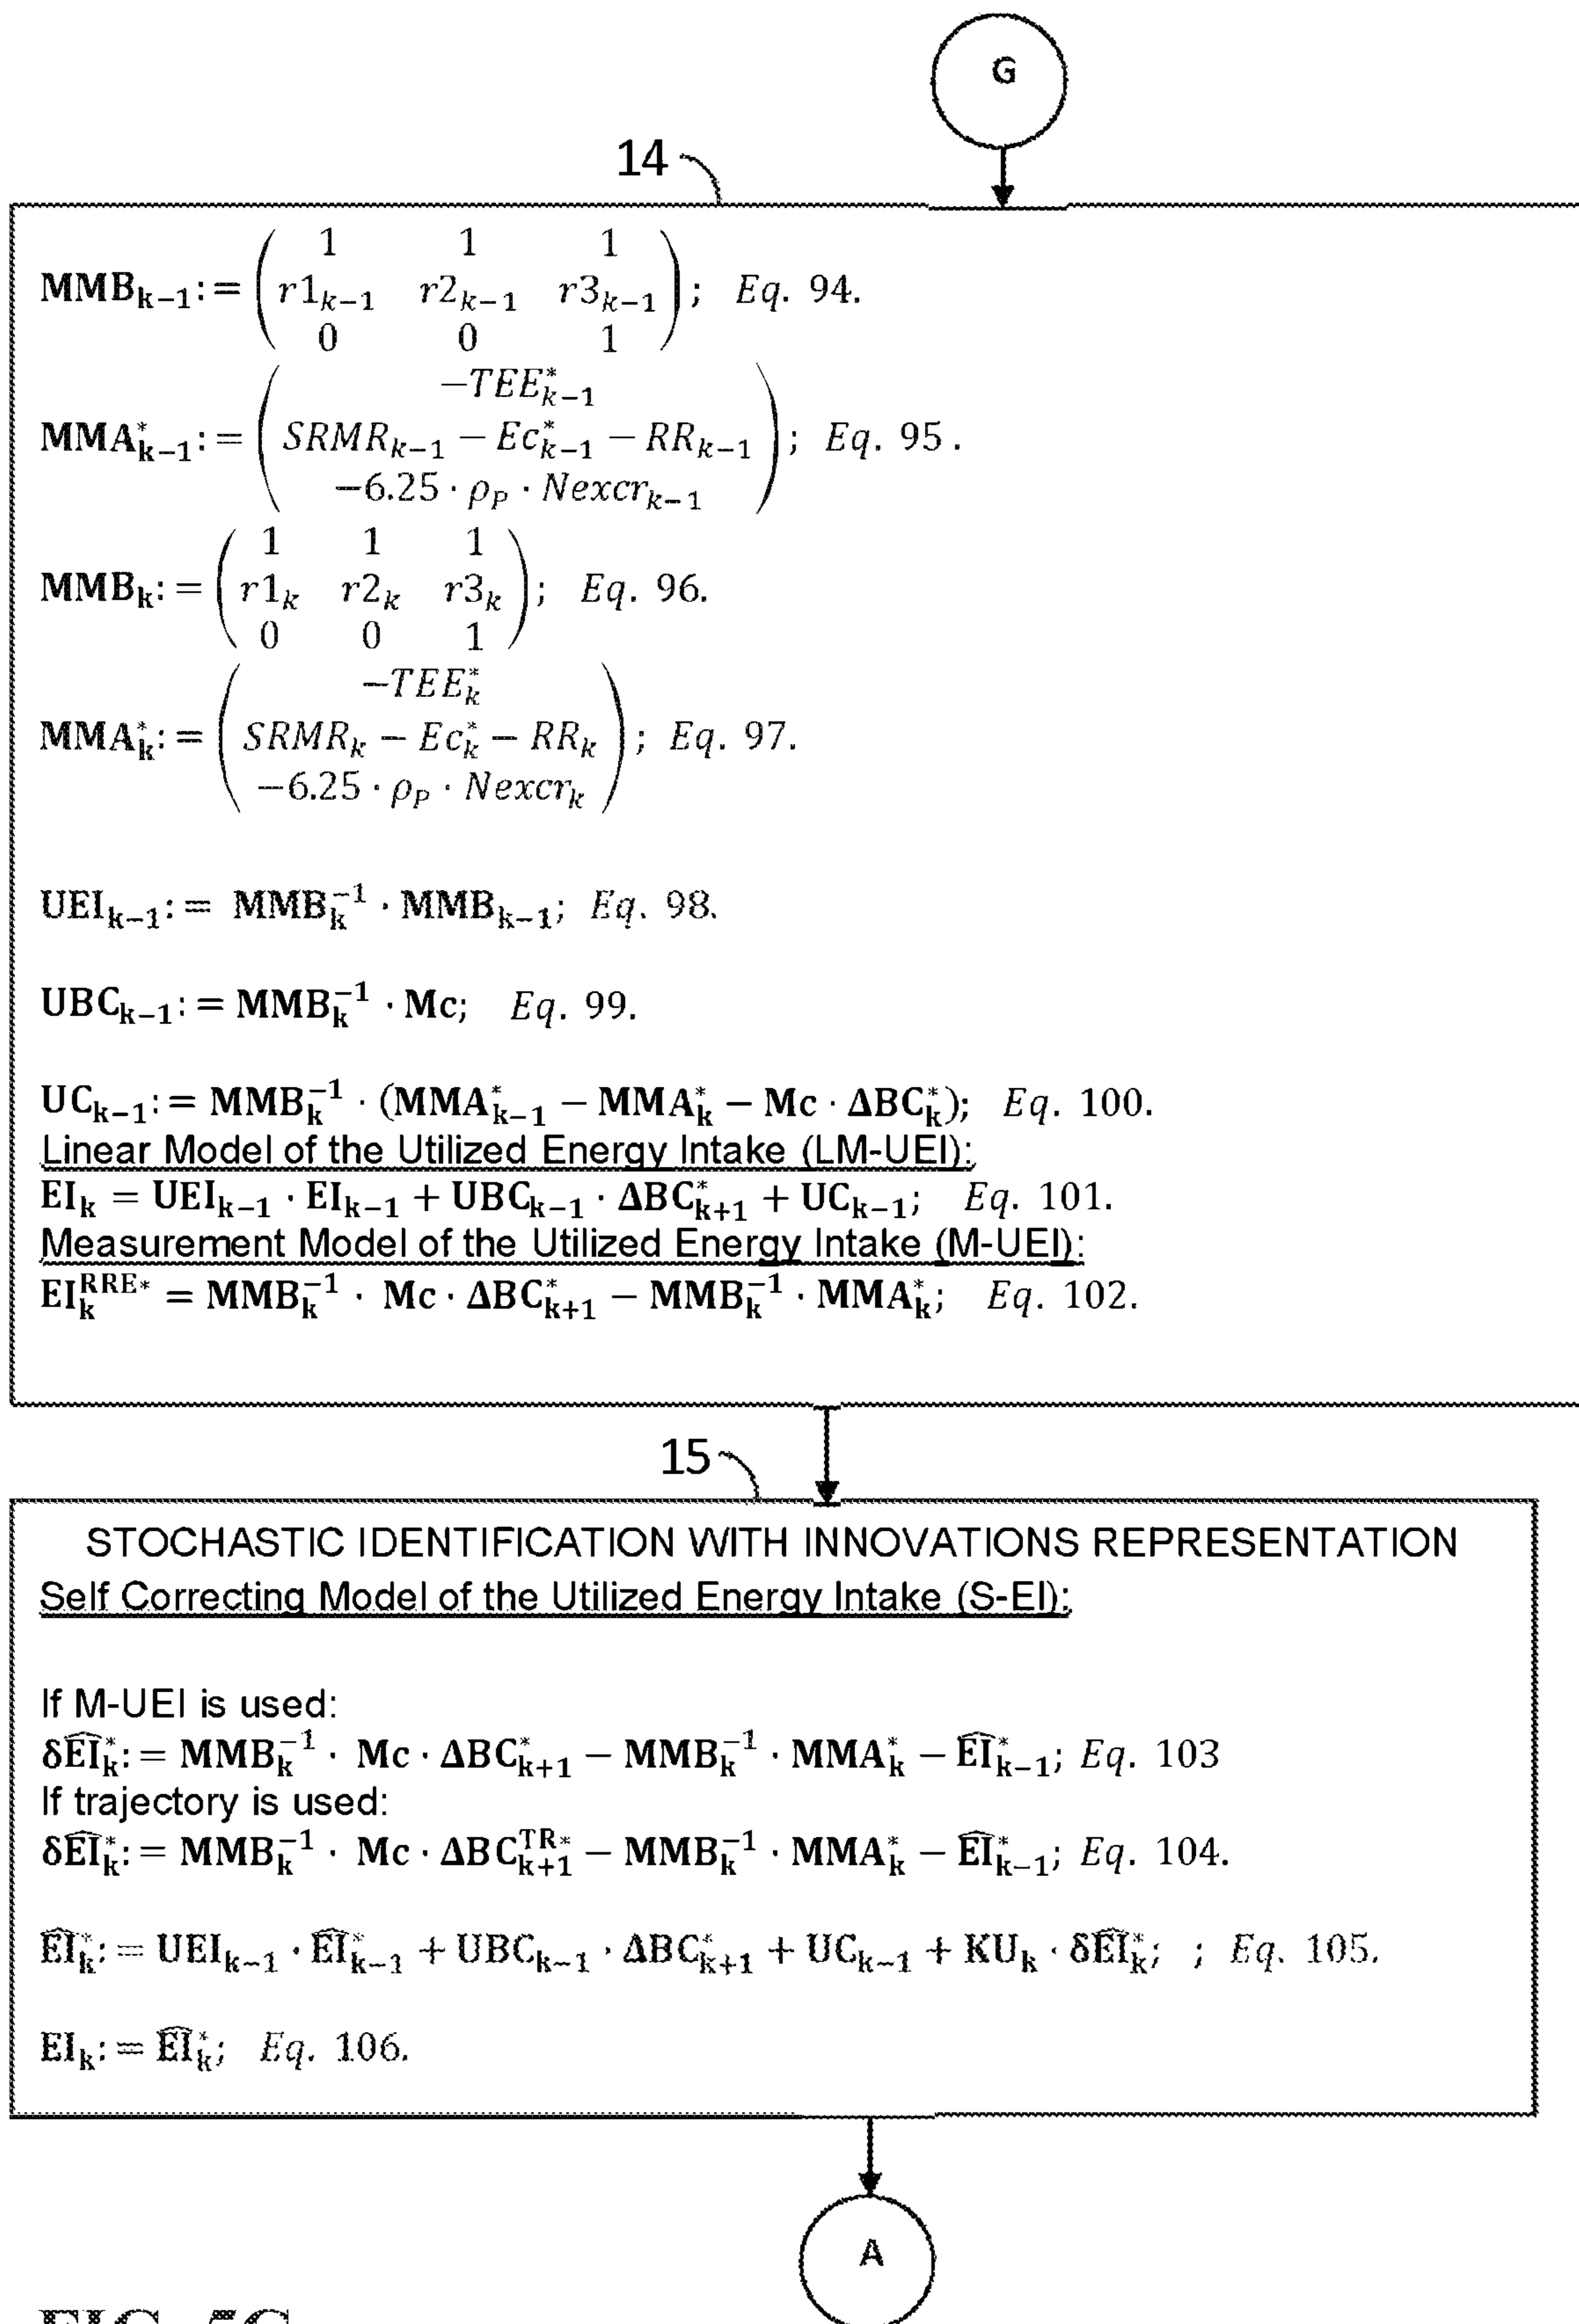 G
14
MMB_{k−1}:= ( 1 1 1
r1_{k−1} r2_{k−1} r3_{k−1}
0 0 1 ); Eq. 94.
MMA*_{k−1}:= ( −TEE*_{k−1}
SRMR_{k−1} − Ec*_{k−1} − RR_{k−1}
−6.25 · ρ_P · Nexcr_{k−1} ); Eq. 95 .
MMB_k:= ( 1 1 1
r1_k r2_k r3_k
0 0 1 ); Eq. 96.
MMA*_k:= ( −TEE*_k
SRMR_k − Ec*_k − RR_k
−6.25 · ρ_P · Nexcr_k ); Eq. 97.
UEI_{k−1}:= MMB_k^{−1} · MMB_{k−1}; Eq. 98.
UBC_{k−1}:= MMB_k^{−1} · Mc; Eq. 99.
UC_{k−1}:= MMB_k^{−1} · (MMA*_{k−1} − MMA*_k − Mc · ΔBC*_k); Eq. 100.
Linear Model of the Utilized Energy Intake (LM-UEI):
EI_k = UEI_{k−1} · EI_{k−1} + UBC_{k−1} · ΔBC*_{k+1} + UC_{k−1}; Eq. 101.
Measurement Model of the Utilized Energy Intake (M-UEI):
EI_k^{RRE*} = MMB_k^{−1} · Mc · ΔBC*_{k+1} − MMB_k^{−1} · MMA*_k; Eq. 102.
15
STOCHASTIC IDENTIFICATION WITH INNOVATIONS REPRESENTATION
Self Correcting Model of the Utilized Energy Intake (S-EI):
If M-UEI is used:
δÊI*_k:= MMB_k^{−1} · Mc · ΔBC*_{k+1} − MMB_k^{−1} · MMA*_k − ÊI*_{k−1}; Eq. 103
If trajectory is used:
δÊI*_k:= MMB_k^{−1} · Mc · ΔBC^{TR*}_{k+1} − MMB_k^{−1} · MMA*_k − ÊI*_{k−1}; Eq. 104.
ÊI*_k:= UEI_{k−1} · ÊI*_{k−1} + UBC_{k−1} · ΔBC*_{k+1} + UC_{k−1} + KU_k · δÊI*_k; ; Eq. 105.
EI_k:= ÊI*_k; Eq. 106.
A
FIG. 5G